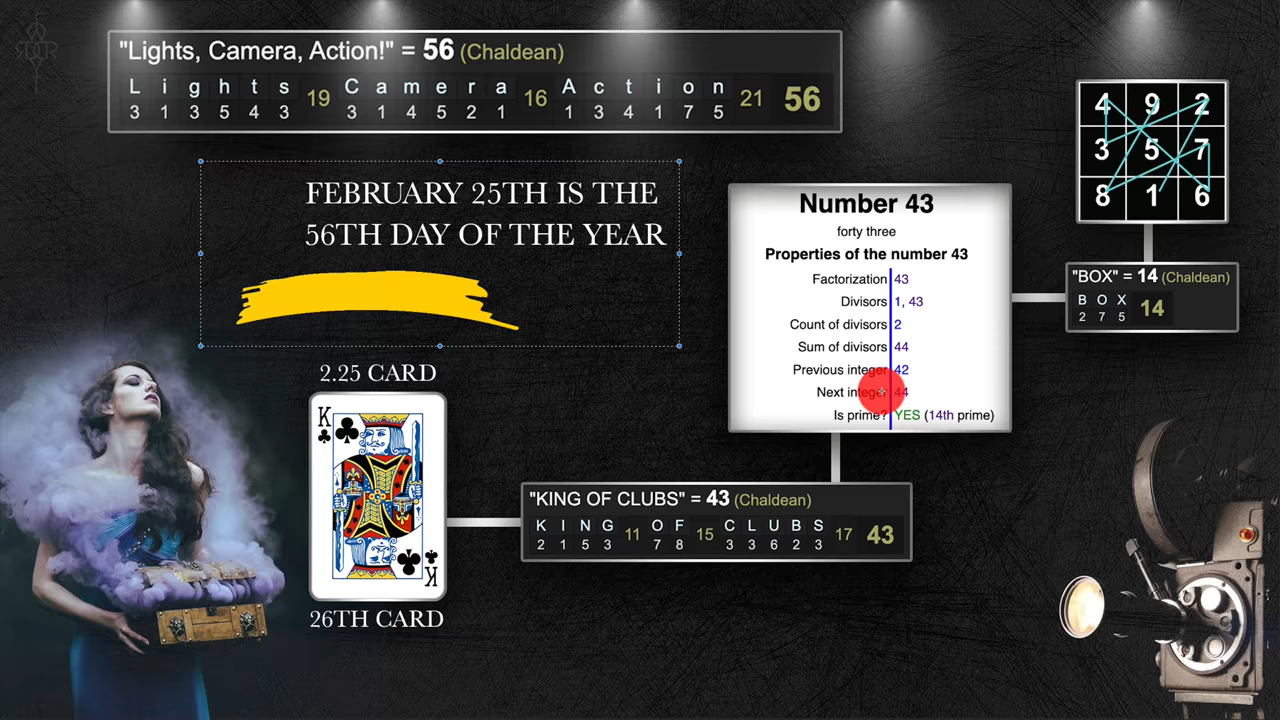 "Lights, Camera, Action!" = 56 (Chaldean)
L i g h t s 19 C a m e r a 16 A c t i o n 21 56
3 1 3 5 4 3 3 1 4 5 2 1 1 3 4 1 7 5
4 9 2
3 5 7
8 1 6
FEBRUARY 25TH IS THE
56TH DAY OF THE YEAR
Number 43
forty three
Properties of the number 43
Factorization 43
Divisors 1, 43
Count of divisors 2
Sum of divisors 44
Previous integer 42
Next integer 44
Is prime? YES (14th prime)
"BOX" = 14 (Chaldean)
B O X 14
2 7 5
2.25 CARD
K
K
26TH CARD
"KING OF CLUBS" = 43 (Chaldean)
K I N G 11 O F 15 C L U B S 17 43
2 1 5 3 7 8 3 3 6 2 3